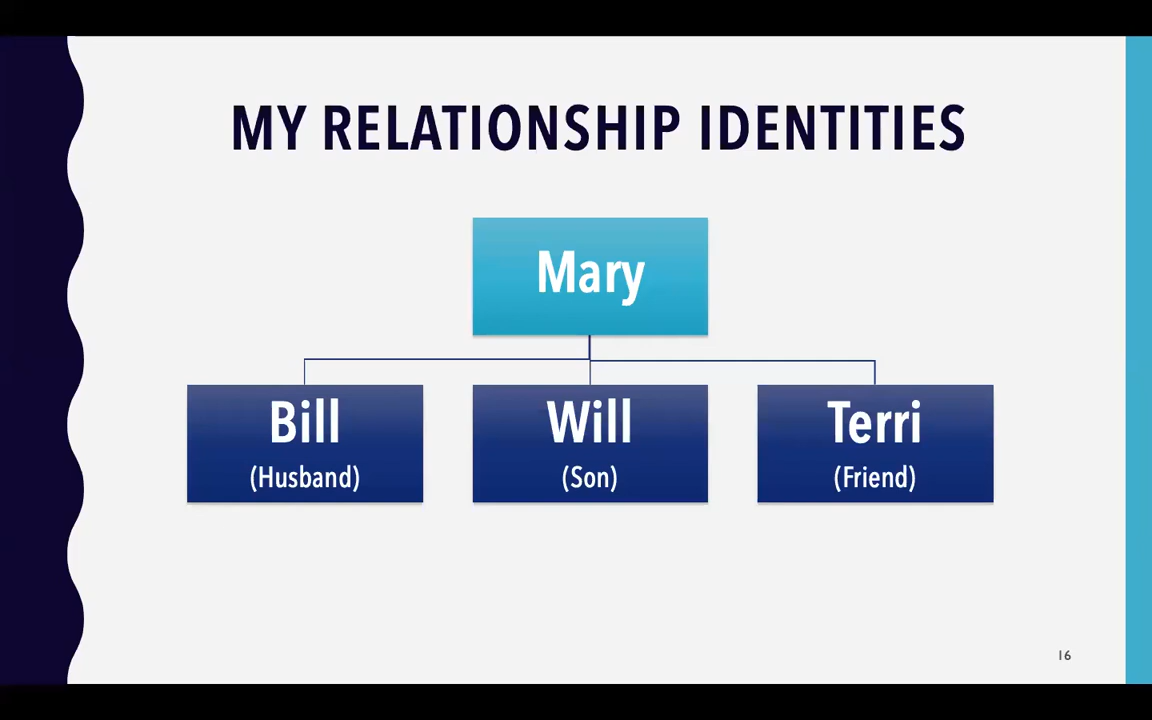 MY RELATIONSHIP IDENTITIES
Mary
Bill
(Husband)
Will
(Son)
Terri
(Friend)
16